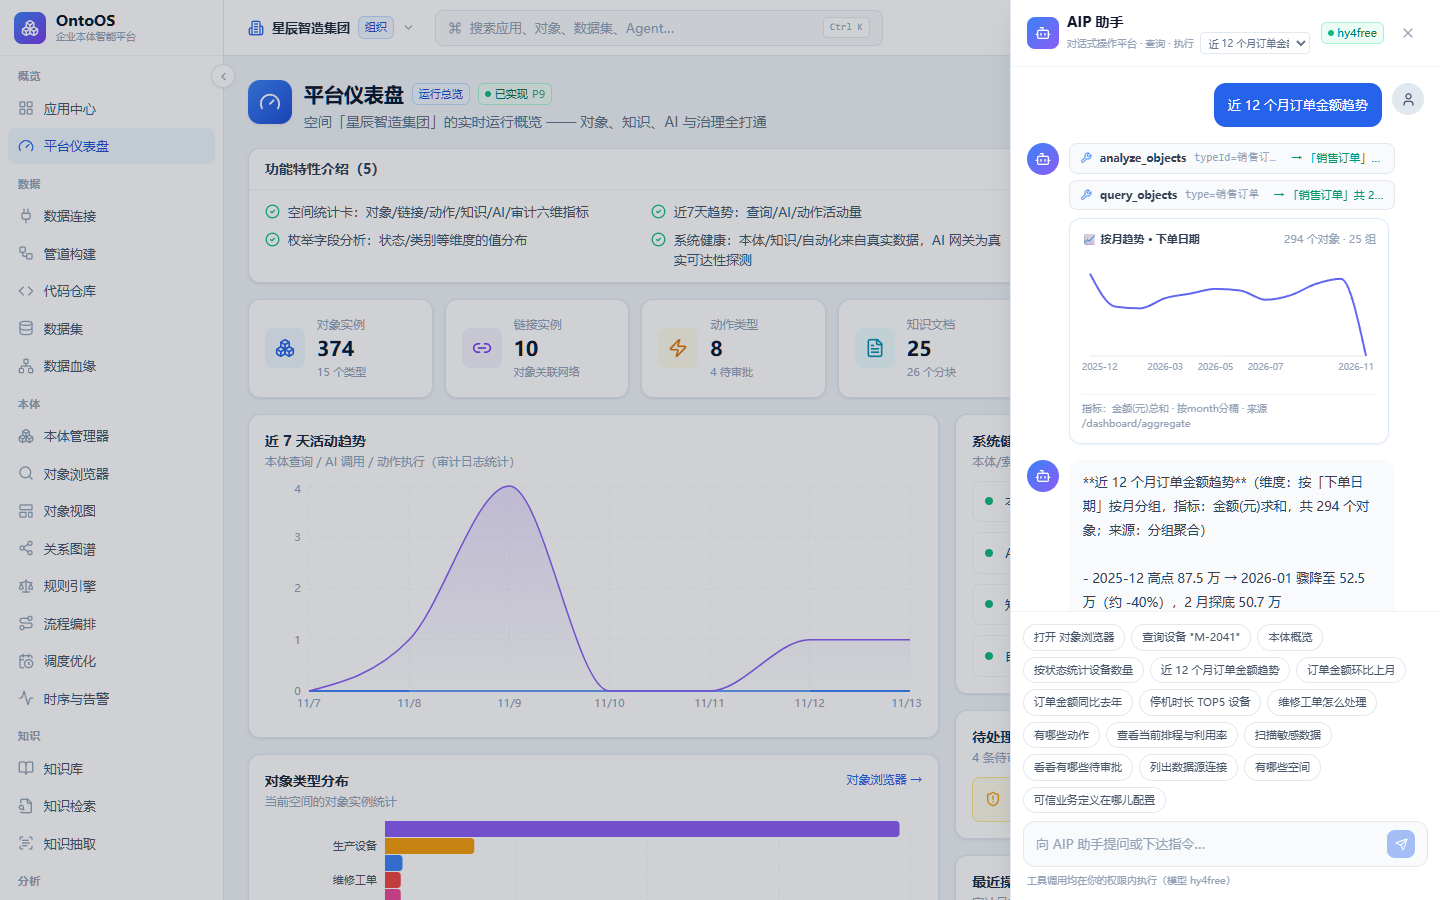 OntoOS
企业本体智能平台
概览
应用中心
平台仪表盘
数据
数据连接
管道构建
代码仓库
数据集
数据血缘
本体
本体管理器
对象浏览器
对象视图
关系图谱
规则引擎
流程编排
调度优化
时序与告警
知识
知识库
知识检索
知识抽取
分析
星辰智造集团
组织
搜索应用、对象、数据集、Agent...
Ctrl K
平台仪表盘
运行总览
已实现 P9
空间「星辰智造集团」的实时运行概览 —— 对象、知识、AI 与治理全打通
功能特性介绍（5）
空间统计卡：对象/链接/动作/知识/AI/审计六维指标
近7天趋势：查询/AI/动作活动量
枚举字段分析：状态/类别等维度的值分布
系统健康：本体/知识/自动化来自真实数据，AI 网关为真
实可达性探测
对象实例
374
15 个类型
链接实例
10
对象关联网络
动作类型
8
4 待审批
知识文档
25
26 个分块
近 7 天活动趋势
本体查询 / AI 调用 / 动作执行（审计日志统计）
4
3
2
1
0
11/7
11/8
11/9
11/10
11/11
11/12
11/13
系统健
本体/
待处理
4 条待
最近操
对象类型分布
对象浏览器 →
当前空间的对象实例统计
生产设备
维修工单
AIP 助手
对话式操作平台 · 查询 · 执行
近 12 个月订单金
hy4free
近 12 个月订单金额趋势
analyze_objects typeId=销售订... → 「销售订单」...
query_objects type=销售订单 → 「销售订单」共 2...
按月趋势 • 下单日期
294 个对象 · 25 组
2025-12
2026-03
2026-05
2026-07
2026-11
指标：金额(元)总和 · 按month分桶 · 来源
/dashboard/aggregate
**近 12 个月订单金额趋势**（维度：按「下单日
期」按月分组，指标：金额(元)求和，共 294 个对
象；来源：分组聚合）
- 2025-12 高点 87.5 万 → 2026-01 骤降至 52.5
万（约 -40%），2 月探底 50.7 万
打开 对象浏览器
查询设备 "M-2041"
本体概览
按状态统计设备数量
近 12 个月订单金额趋势
订单金额环比上月
订单金额同比去年
停机时长 TOP5 设备
维修工单怎么处理
有哪些动作
查看当前排程与利用率
扫描敏感数据
看看有哪些待审批
列出数据源连接
有哪些空间
可信业务定义在哪儿配置
向 AIP 助手提问或下达指令...
工具调用均在你的权限内执行（模型 hy4free）